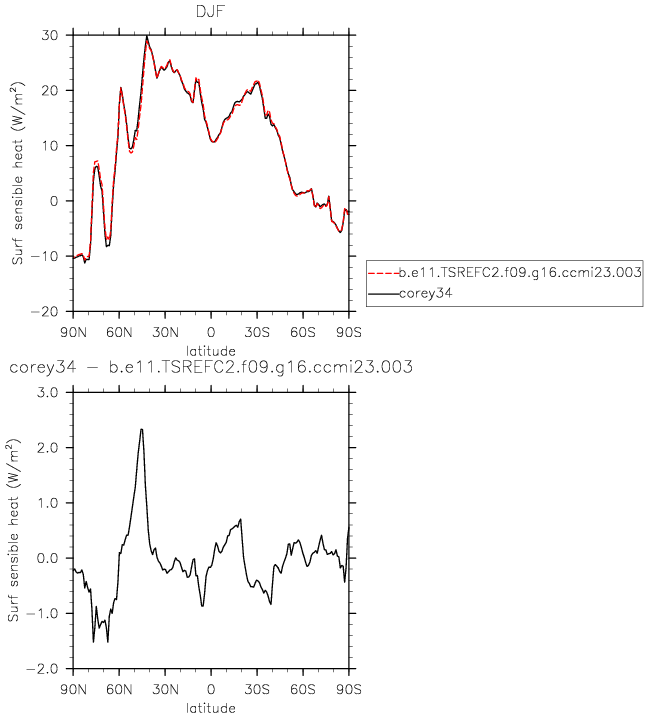 DJF
30
20
10
0
−10
−20
Surf sensible heat (W/m²)
90N 60N 30N 0 30S 60S 90S
latitude
b.e11.TSREFC2.f09.g16.ccmi23.003
corey34
corey34 − b.e11.TSREFC2.f09.g16.ccmi23.003
3.0
2.0
1.0
0.0
−1.0
−2.0
Surf sensible heat (W/m²)
90N 60N 30N 0 30S 60S 90S
latitude